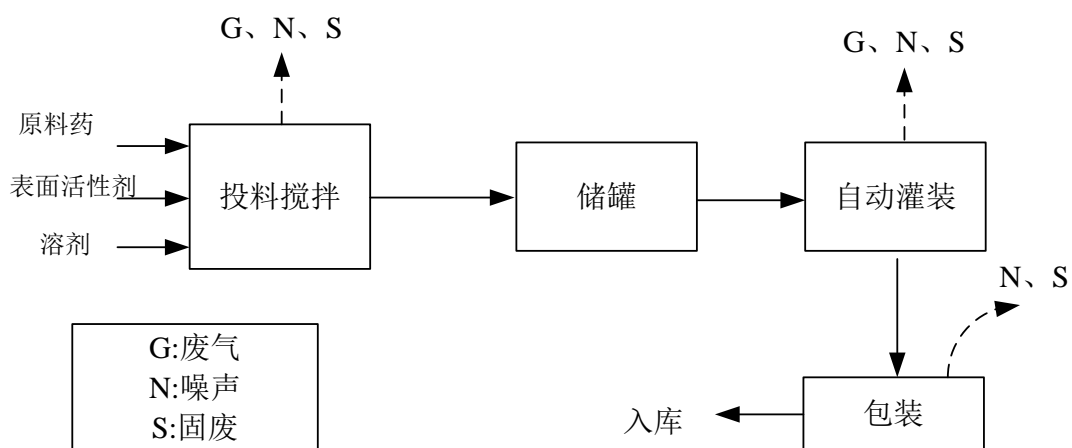 G、N、S
G、N、S
原料药
表面活性剂
溶剂
投料搅拌
储罐
自动灌装
N、S
G:废气
N:噪声
S:固废
入库
包装